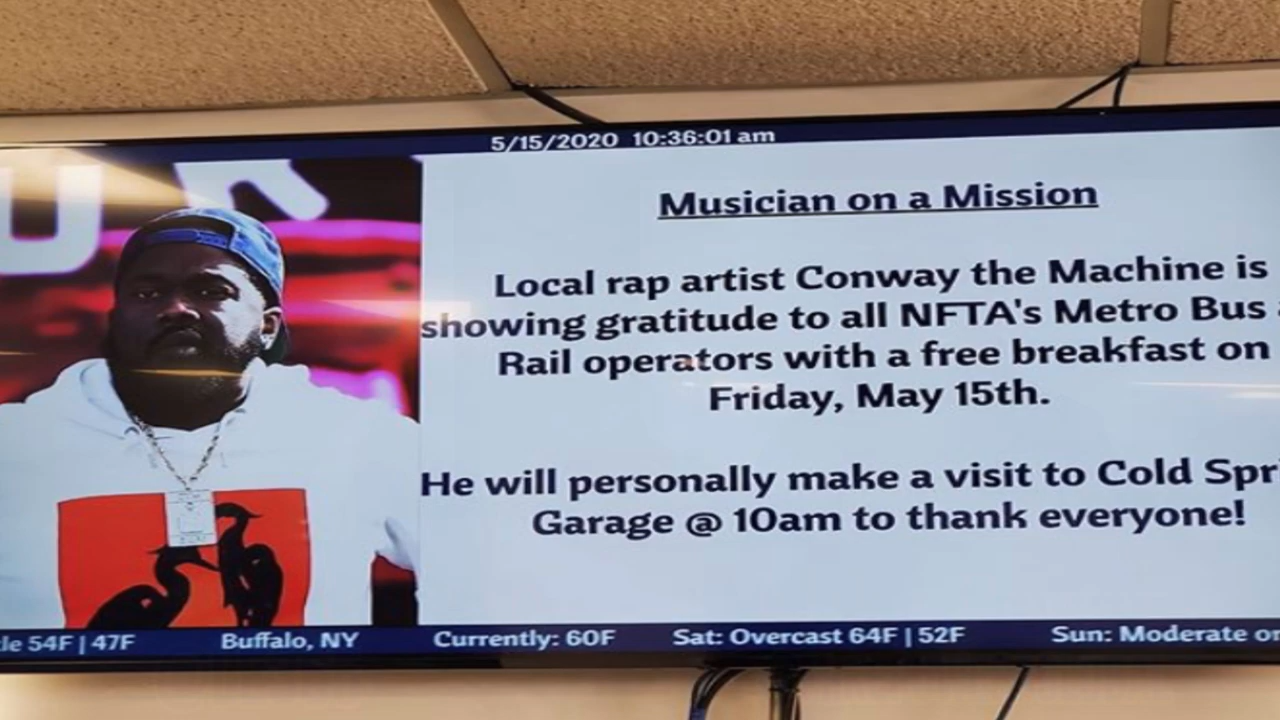 5/15/2020 10:36:01 am
Musician on a Mission
Local rap artist Conway the Machine is
showing gratitude to all NFTA's Metro Bus
Rail operators with a free breakfast on
Friday, May 15th.
He will personally make a visit to Cold
Garage @ 10am to thank everyone!
54F | 47F Buffalo, NY Currently: 60F Sat: Overcast 64F | 52F Sun: Moderate